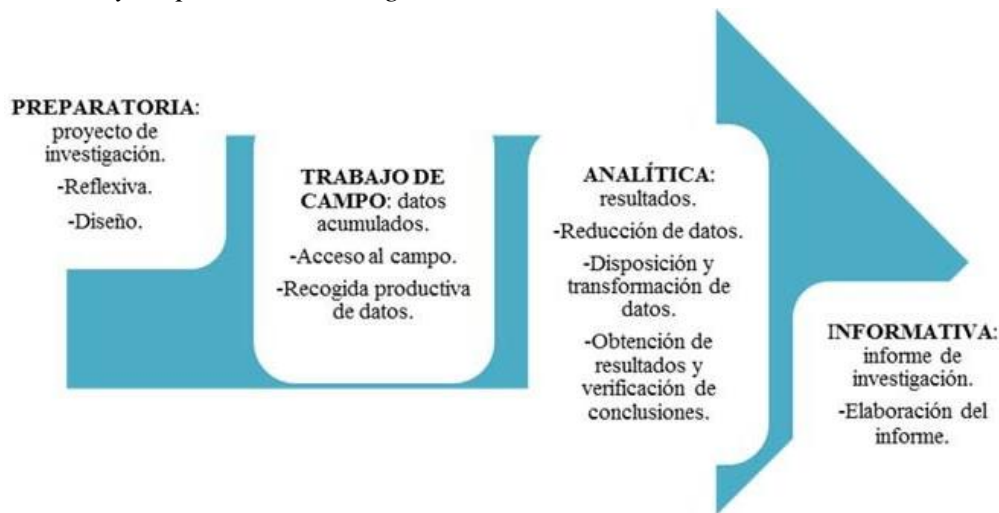 PREPARATORIA:
proyecto de
investigación.
-Reflexiva.
-Diseño.
TRABAJO DE
CAMPO: datos
acumulados.
-Acceso al campo.
-Recogida productiva
de datos.
ANALÍTICA:
resultados.
-Reducción de datos.
-Disposición y
transformación de
datos.
-Obtención de
resultados y
verificación de
conclusiones.
INFORMATIVA:
informe de
investigación.
-Elaboración del
informe.